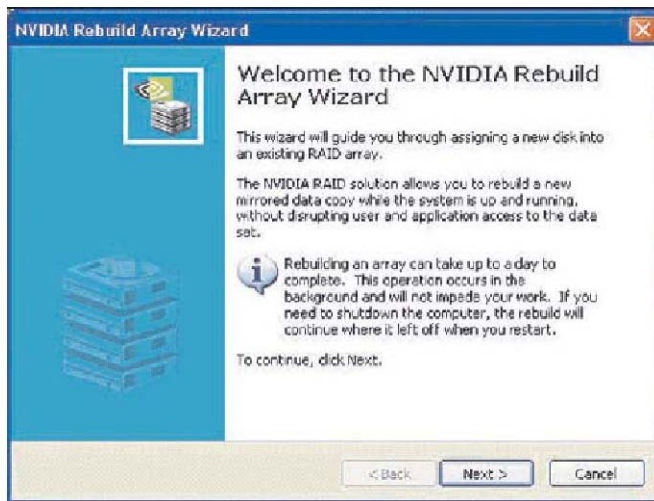 NVIDIA Rebuild Array Wizard
Welcome to the NVIDIA Rebuild
Array Wizard
This wizard will guide you through assigning a new disk into
an existing RAID array.
The NVIDIA RAID solution allows you to rebuild a new
mirrored data copy while the system is up and running,
without disrupting user and application access to the data
set.
Rebuilding an array can take up to a day to
complete. This operation occurs in the
background and will not impede your work. If you
need to shutdown the computer, the rebuild will
continue where it left off when you restart.
To continue, click Next.
< Back
Next >
Cancel